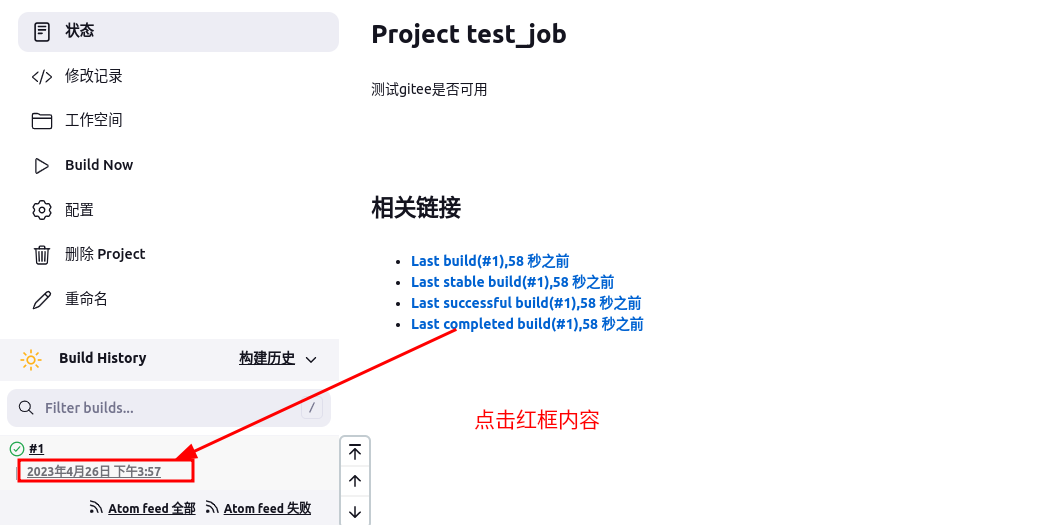 状态
修改记录
工作空间
Build Now
配置
删除 Project
重命名
Build History
构建历史
Filter builds...
/
#1
2023年4月26日 下午3:57
Atom feed 全部
Atom feed 失败
Project test_job
测试gitee是否可用
相关链接
Last build(#1),58 秒之前
Last stable build(#1),58 秒之前
Last successful build(#1),58 秒之前
Last completed build(#1),58 秒之前
点击红框内容